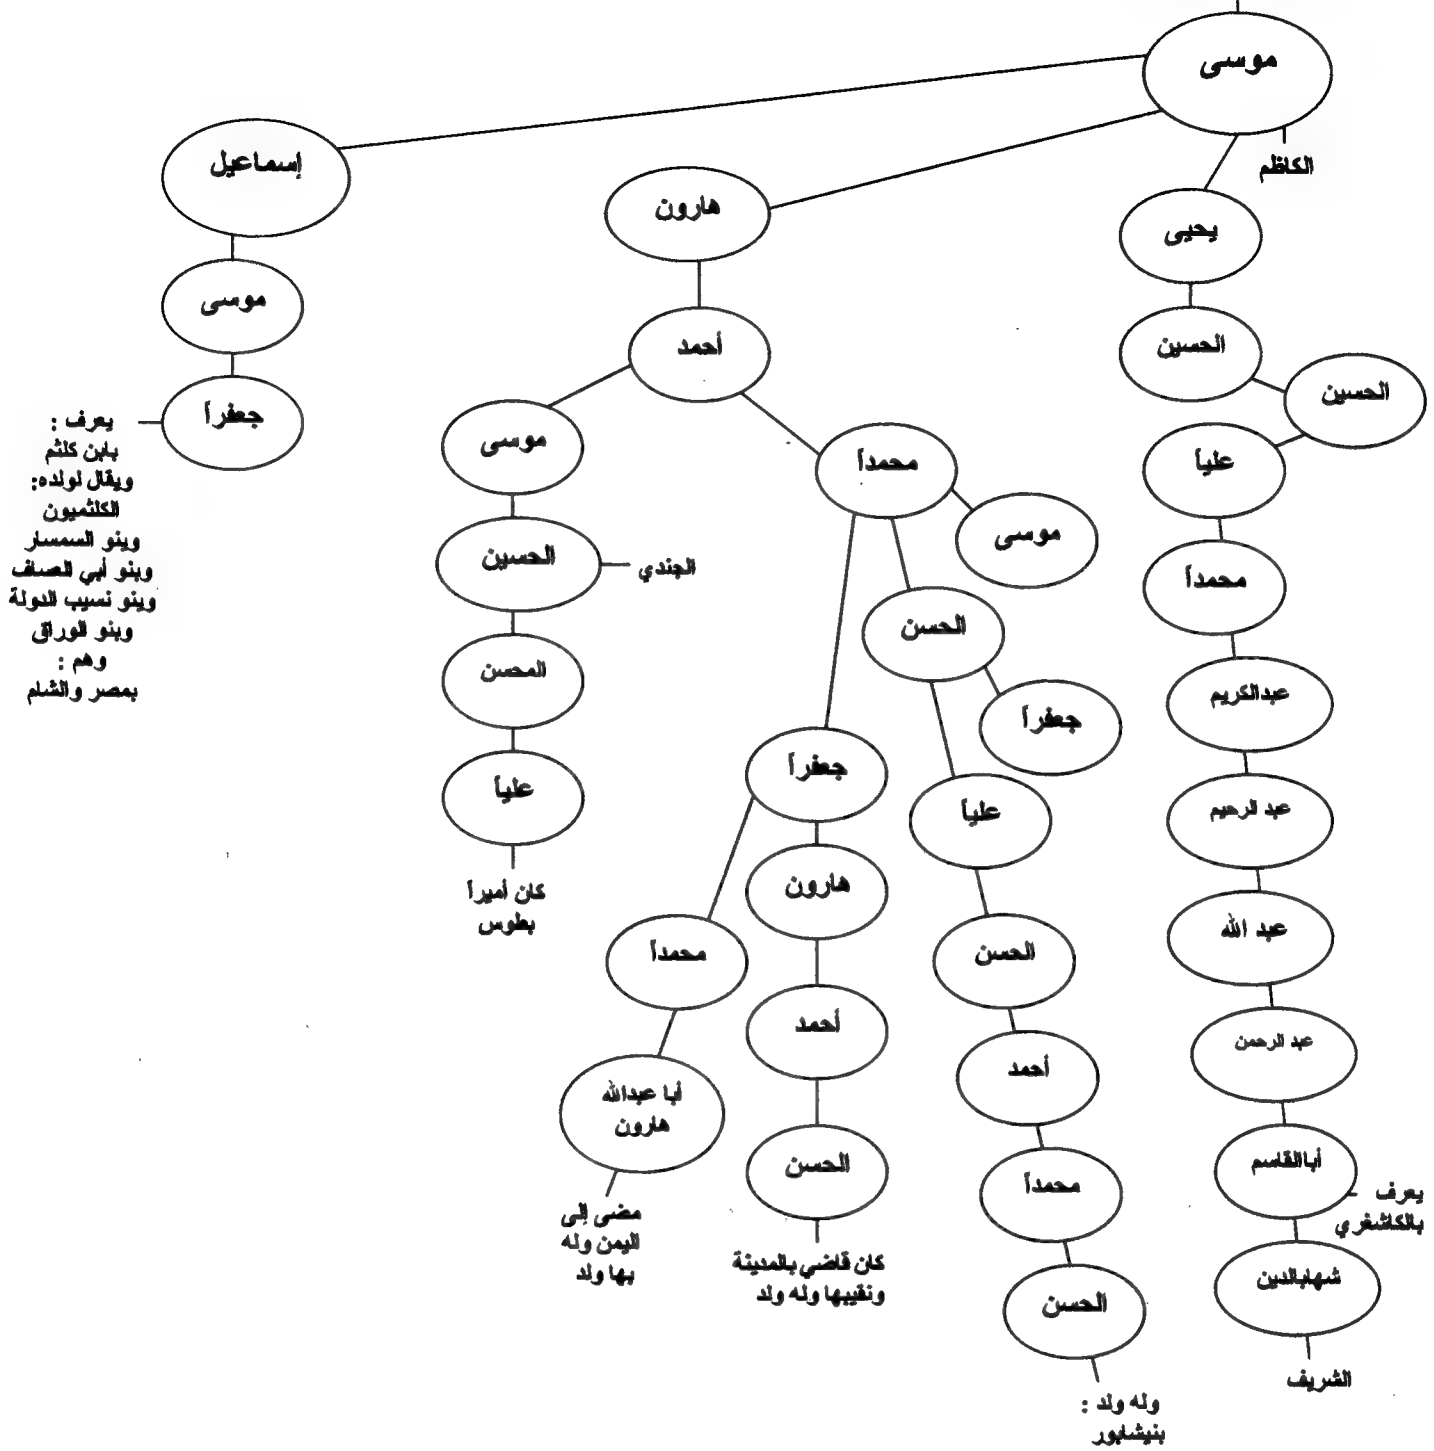 موسى
الكاظم
يحيى
الحسين
الحسين
علياً
محمداً
عبدالكريم
عبد الرحيم
عبد الله
عبد الرحمن
أباالقاسم
يعرف
بالكاشغري
شهابالدين
الشريف
هارون
أحمد
محمداً
موسى
الحسن
جعفراً
علياً
الحسن
أحمد
محمداً
الحسن
وله ولد :
بنيشابور
جعفراً
هارون
أحمد
الحسن
كان قاضي بالمدينة
ونقيبها وله ولد
محمداً
أبا عبدالله
هارون
مضى إلى
اليمن وله
بها ولد
موسى
الحسين
الجندي
المحسن
علياً
كان أميراً
بطوس
إسماعيل
موسى
جعفراً
يعرف :
بابن كلثم
ويقال لولده:
الكلثميون
وبنو السمسار
وبنو أبي العساف
وبنو نسيب الدولة
وبنو الوراق
وهم :
بمصر والشام